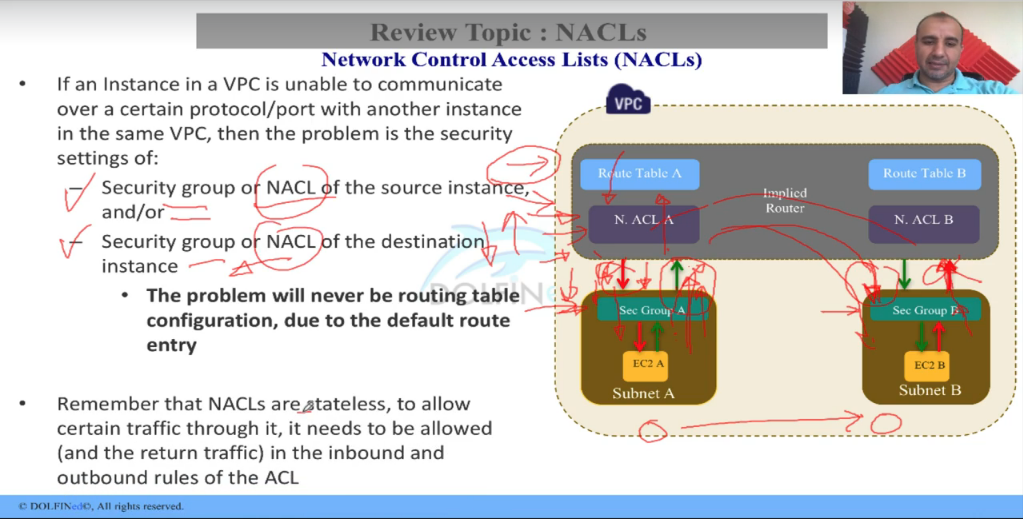 Review Topic : NACLs
Network Control Access Lists (NACLs)
• If an Instance in a VPC is unable to communicate
over a certain protocol/port with another instance
in the same VPC, then the problem is the security
settings of:
– Security group or NACL of the source instance,
and/or
– Security group or NACL of the destination
instance
• The problem will never be routing table
configuration, due to the default route
entry
• Remember that NACLs are stateless, to allow
certain traffic through it, it needs to be allowed
(and the return traffic) in the inbound and
outbound rules of the ACL
VPC
Route Table A
Route Table B
Implied
Router
N. ACL A
N. ACL B
DOLFINed
Sec Group A
Sec Group B
EC2 A
EC2 B
Subnet A
Subnet B
© DOLFINed©, All rights reserved.